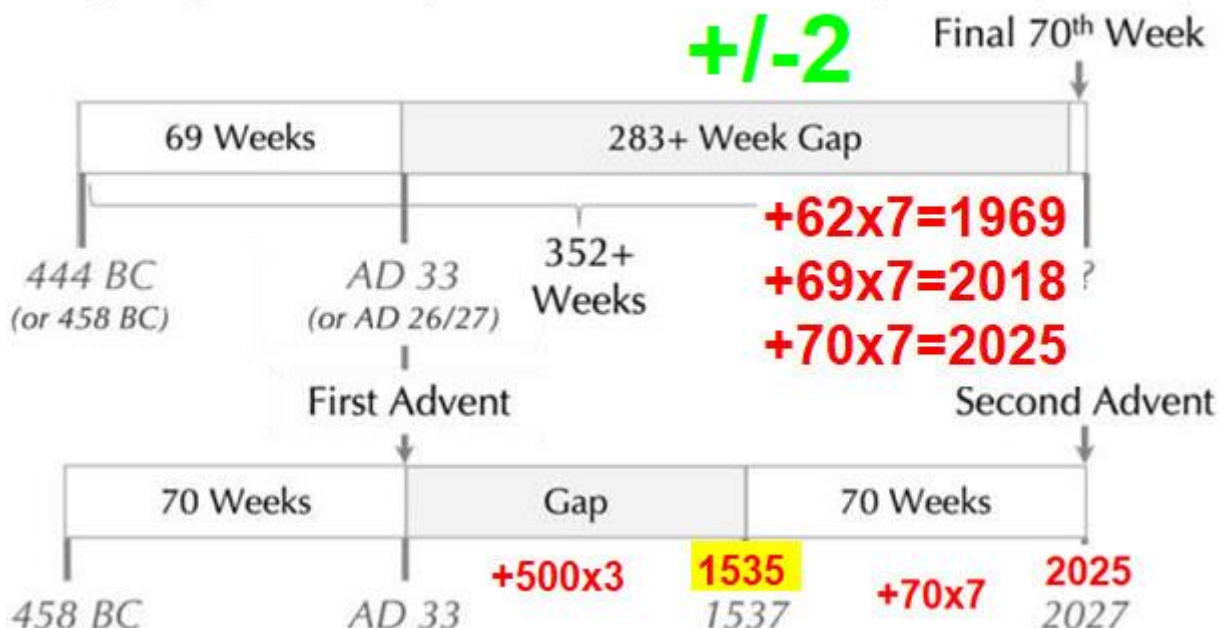 +/-2
Final 70th Week
69 Weeks
283+ Week Gap
+62x7=1969
352+
Weeks
+69x7=2018
?
444 BC
(or 458 BC)
AD 33
(or AD 26/27)
+70x7=2025
First Advent
Second Advent
70 Weeks
Gap
70 Weeks
+500x3
1535
+70x7
2025
458 BC
AD 33
1537
2027